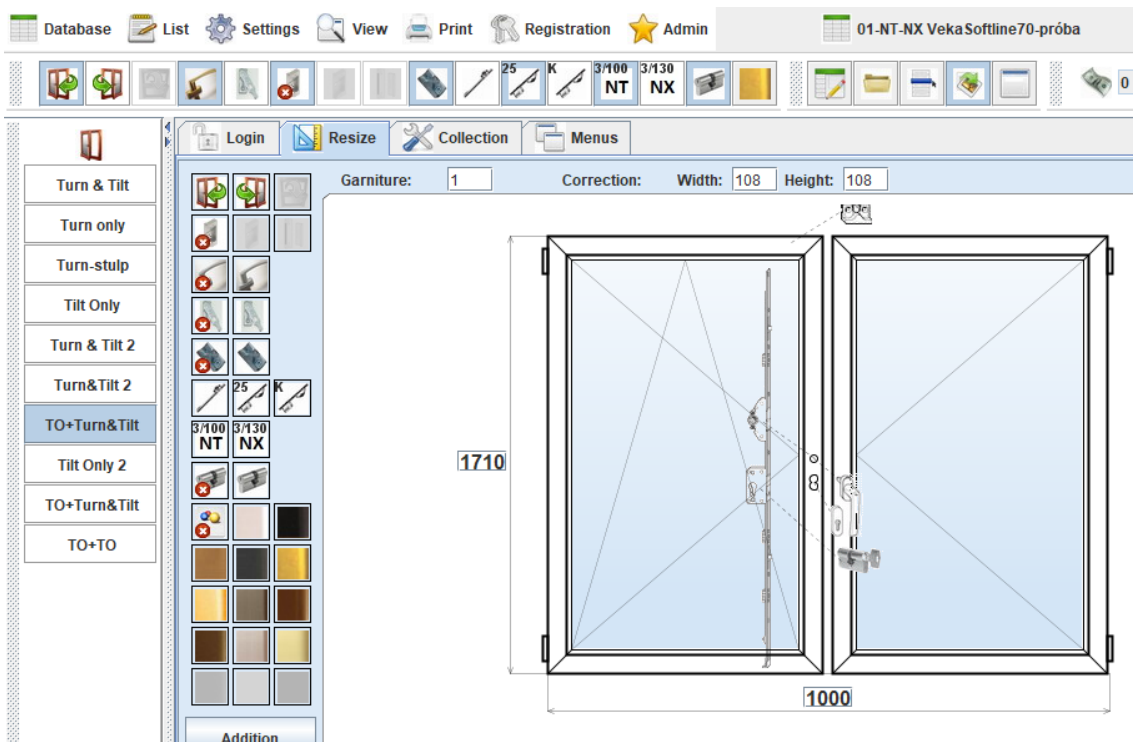 Database List Settings View Print Registration Admin 01-NT-NX VekaSoftline70-próba
25 K 3/100 NT 3/130 NX 0
Login Resize Collection Menus
Garniture: 1 Correction: Width: 108 Height: 108
Turn & Tilt
Turn only
Turn-stulp
Tilt Only
Turn & Tilt 2
Turn&Tilt 2
TO+Turn&Tilt
Tilt Only 2
TO+Turn&Tilt
TO+TO
25 K
3/100 3/130
NT NX
Addition
1710
1000